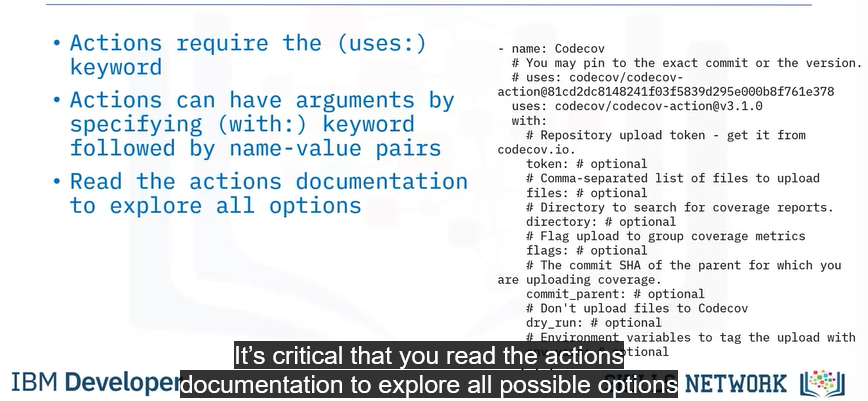 • Actions require the (uses:)
keyword
• Actions can have arguments by
specifying (with:) keyword
followed by name-value pairs
• Read the actions documentation
to explore all options
- name: Codecov
# You may pin to the exact commit or the version.
# uses: codecov/codecov-
action@81cd2dc8148241f03f5839d295e000b8f761e378
uses: codecov/codecov-action@v3.1.0
with:
# Repository upload token - get it from
codecov.io.
token: # optional
# Comma-separated list of files to upload
files: # optional
# Directory to search for coverage reports.
directory: # optional
# Flag upload to group coverage metrics
flags: # optional
# The commit SHA of the parent for which you
are uploading coverage.
commit_parent: # optional
# Don't upload files to Codecov
dry_run: # optional
# Environment variables to tag the upload with
optional
It's critical that you read the actions
documentation to explore all possible options
IBM Developer
NETWORK